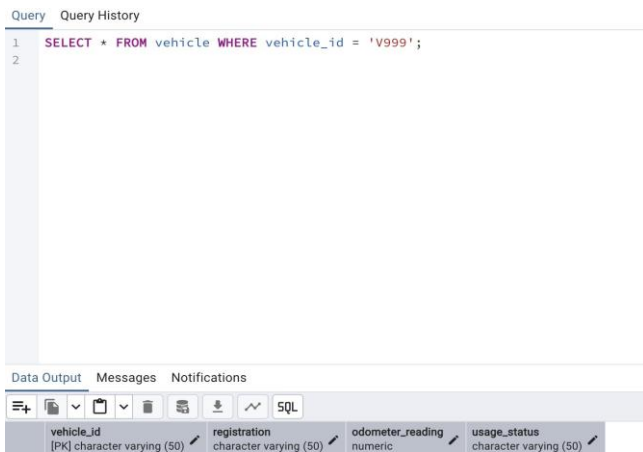 Query Query History
1 SELECT * FROM vehicle WHERE vehicle_id = 'V999';
2
Data Output Messages Notifications
SQL
vehicle_id registration odometer_reading usage_status
[PK] character varying (50) character varying (50) numeric character varying (50)